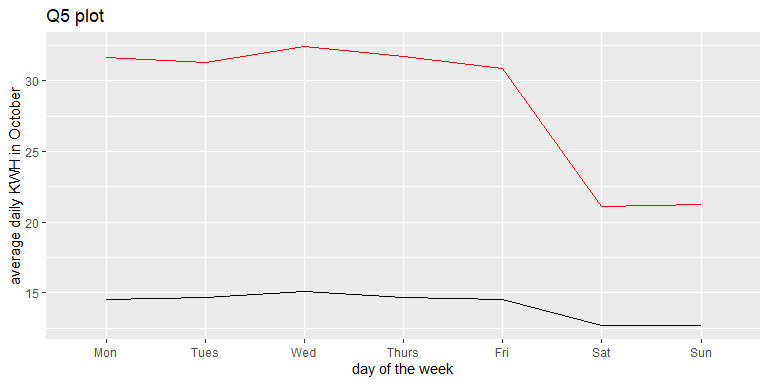 Q5 plot
average daily KWH in October
30
25
20
15
Mon Tues Wed Thurs Fri Sat Sun
day of the week